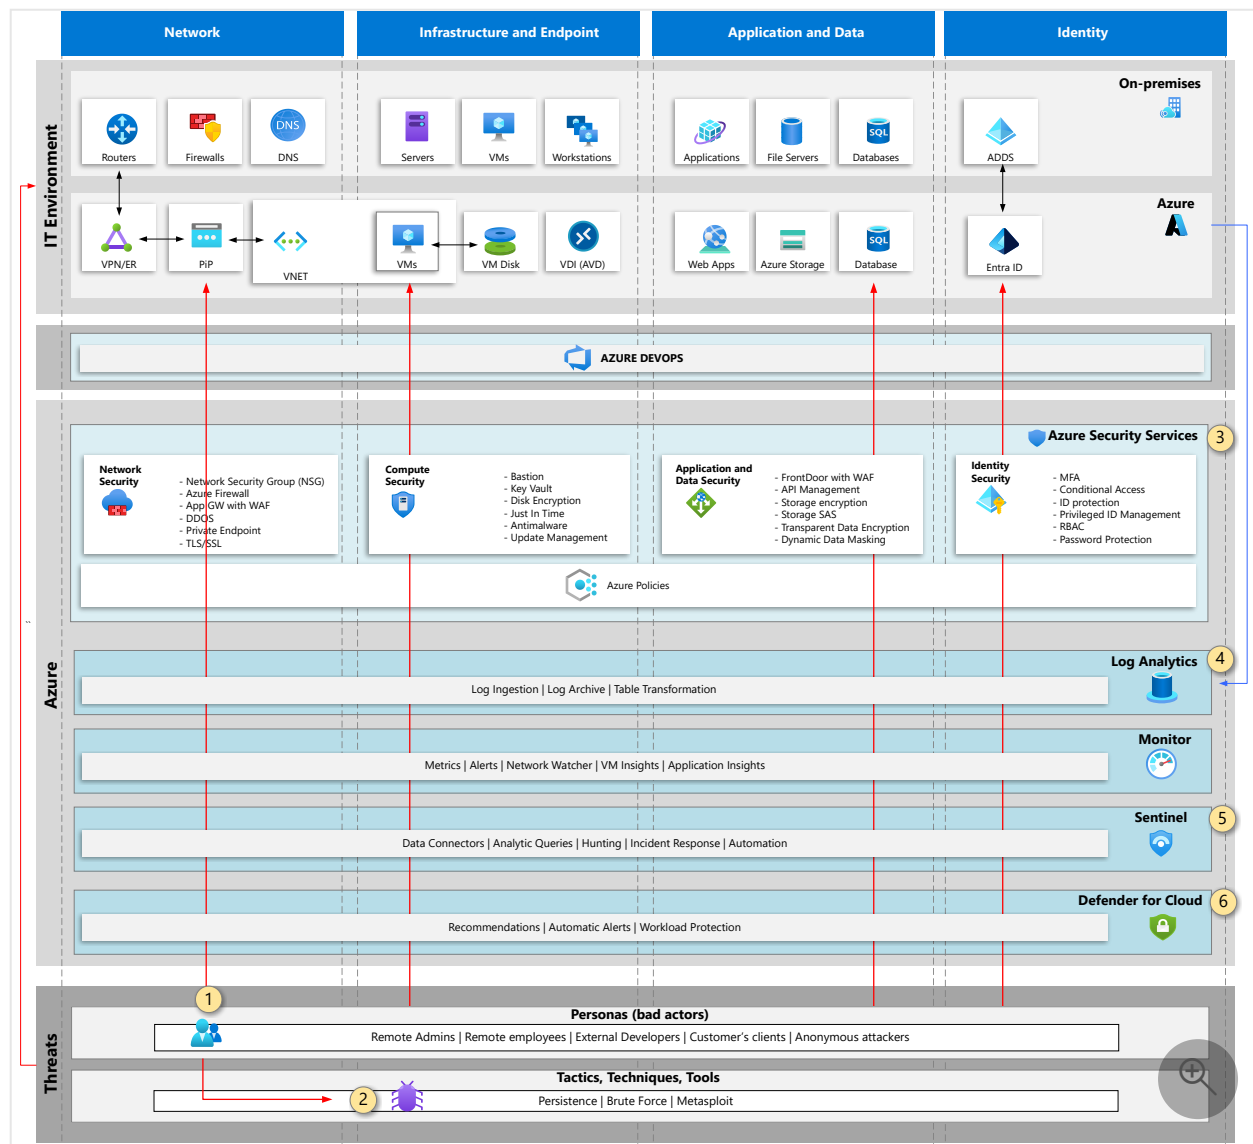 Network
Infrastructure and Endpoint
Application and Data
Identity
IT Environment
On-premises
Routers
Firewalls
DNS
DNS
Servers
VMs
Workstations
Applications
File Servers
SQL
Databases
ADDS
Azure
VPN/ER
PiP
VNET
VMs
VM Disk
VDI (AVD)
Web Apps
Azure Storage
SQL
Database
Entra ID
AZURE DEVOPS
Azure
Azure Security Services
3
Network
Security
- Network Security Group (NSG)
- Azure Firewall
- App GW with WAF
- DDOS
- Private Endpoint
- TLS/SSL
Compute
Security
- Bastion
- Key Vault
- Disk Encryption
- Just In Time
- Antimalware
- Update Management
Application and
Data Security
- FrontDoor with WAF
- API Management
- Storage encryption
- Storage SAS
- Transparent Data Encryption
- Dynamic Data Masking
Identity
Security
- MFA
- Conditional Access
- ID protection
- Privileged ID Management
- RBAC
- Password Protection
Azure Policies
Log Analytics
4
Log Ingestion | Log Archive | Table Transformation
Monitor
Metrics | Alerts | Network Watcher | VM Insights | Application Insights
Sentinel
5
Data Connectors | Analytic Queries | Hunting | Incident Response | Automation
Defender for Cloud
6
Recommendations | Automatic Alerts | Workload Protection
Threats
1
Personas (bad actors)
Remote Admins | Remote employees | External Developers | Customer's clients | Anonymous attackers
Tactics, Techniques, Tools
2
Persistence | Brute Force | Metasploit